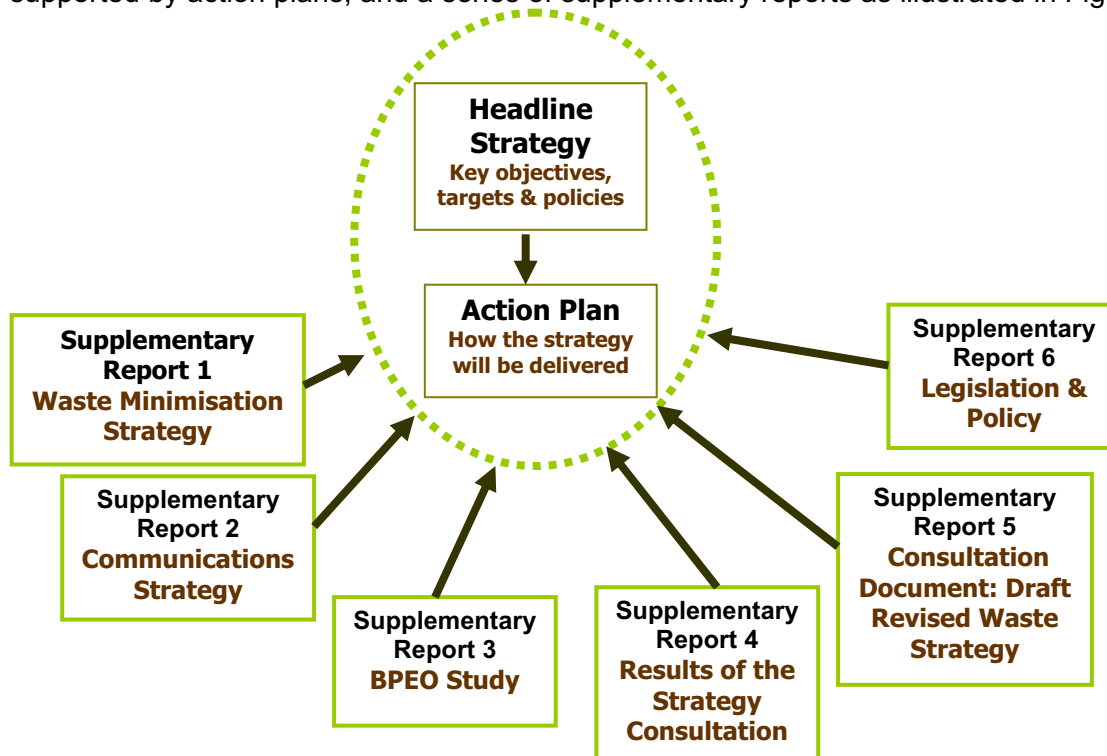 supported by action plans, and a series of supplementary reports as illustrated in Fig
Headline
Strategy
Key objectives,
targets & policies
Action Plan
How the strategy
will be delivered
Supplementary
Report 1
Waste Minimisation
Strategy
Supplementary
Report 2
Communications
Strategy
Supplementary
Report 3
BPEO Study
Supplementary
Report 4
Results of the
Strategy
Consultation
Supplementary
Report 5
Consultation
Document: Draft
Revised Waste
Strategy
Supplementary
Report 6
Legislation &
Policy